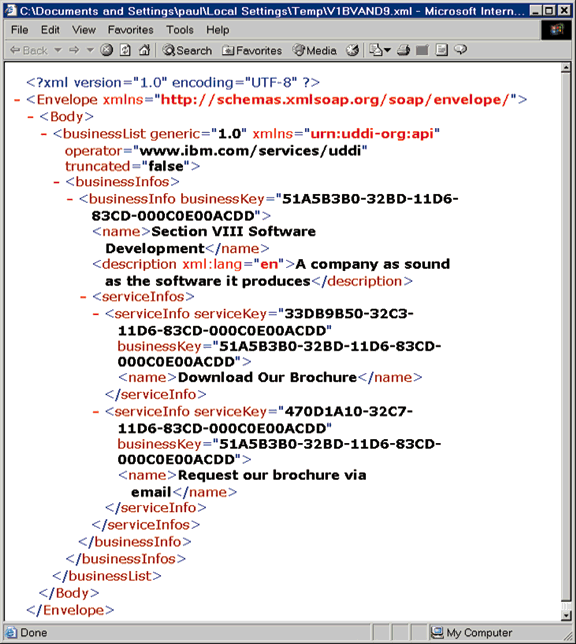 C:\Documents and Settings\paul\Local Settings\Temp\V1BVAND9.xml - Microsoft Intern...
File Edit View Favorites Tools Help
Back Search Favorites Media
<?xml version="1.0" encoding="UTF-8" ?>
- <Envelope xmlns="http://schemas.xmlsoap.org/soap/envelope/">
- <Body>
- <businessList generic="1.0" xmlns="urn:uddi-org:api"
operator="www.ibm.com/services/uddi"
truncated="false">
- <businessInfos>
- <businessInfo businessKey="51A5B3B0-32BD-11D6-
83CD-000C0E00ACDD">
<name>Section VIII Software
Development</name>
<description xml:lang="en">A company as sound
as the software it produces</description>
- <serviceInfos>
- <serviceInfo serviceKey="33DB9B50-32C3-
11D6-83CD-000C0E00ACDD"
businessKey="51A5B3B0-32BD-11D6-83CD-
000C0E00ACDD">
<name>Download Our Brochure</name>
</serviceInfo>
- <serviceInfo serviceKey="470D1A10-32C7-
11D6-83CD-000C0E00ACDD"
businessKey="51A5B3B0-32BD-11D6-83CD-
000C0E00ACDD">
<name>Request our brochure via
email</name>
</serviceInfo>
</serviceInfos>
</businessInfo>
</businessInfos>
</businessList>
</Body>
</Envelope>
Done My Computer